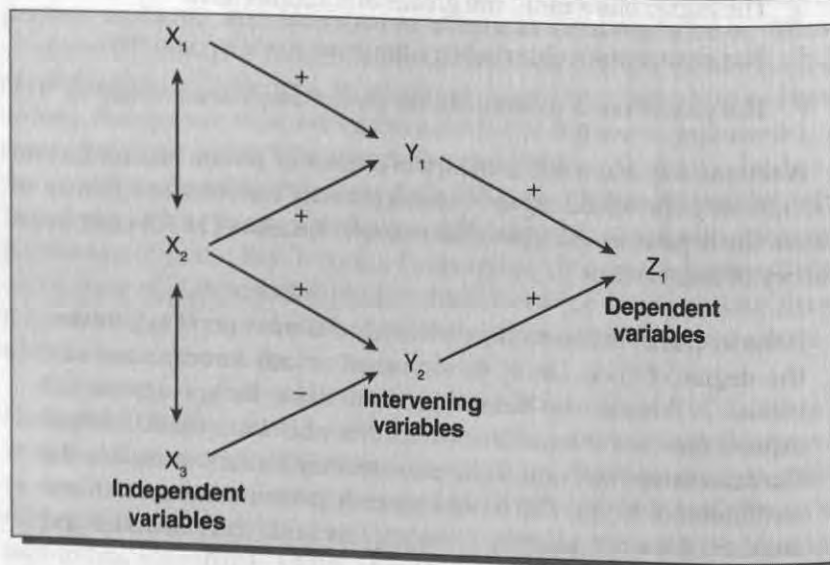 X₁
+
Y₁
+
+
X₂
Z₁
+
+
Dependent
variables
Y₂
Intervening
variables
−
X₃
Independent
variables